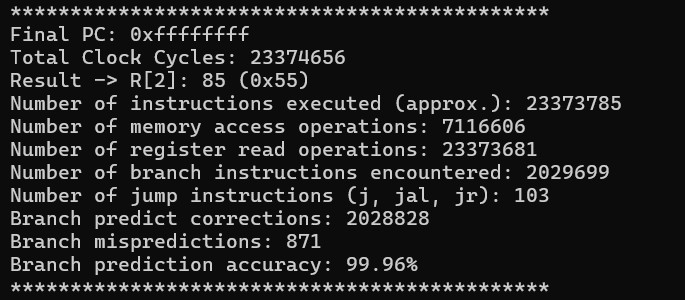 *********************************************
Final PC: 0xffffffff
Total Clock Cycles: 23374656
Result -> R[2]: 85 (0x55)
Number of instructions executed (approx.): 23373785
Number of memory access operations: 7116606
Number of register read operations: 23373681
Number of branch instructions encountered: 2029699
Number of jump instructions (j, jal, jr): 103
Branch predict corrections: 2028828
Branch mispredictions: 871
Branch prediction accuracy: 99.96%
*********************************************